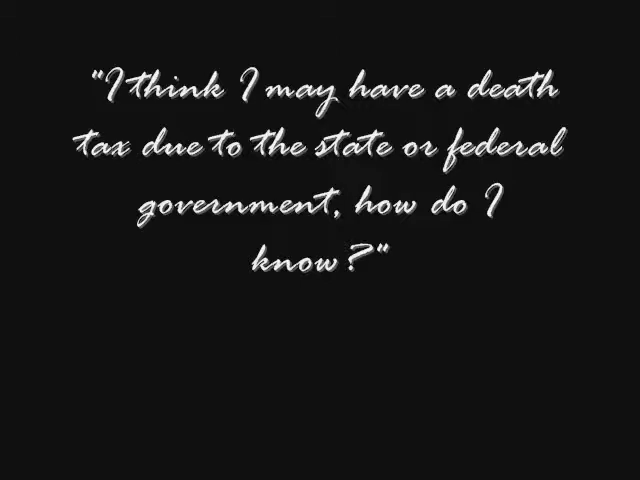 "I think I may have a death
tax due to the state or federal
government, how do I
know?"